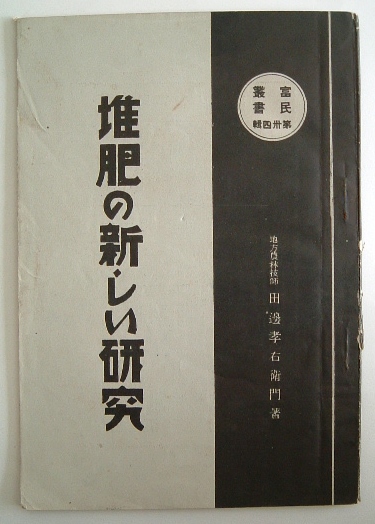 富民
叢書
第卅四輯
地方農林技師 田邊孝右衛門著
堆肥の新しい研究